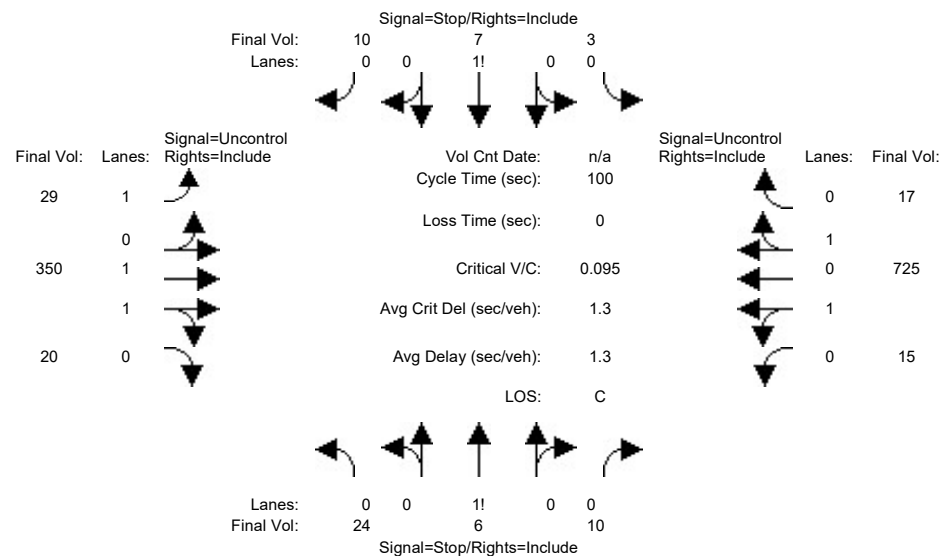 Signal=Stop/Rights=Include
Final Vol: 10 7 3
Lanes: 0 0 1! 0 0
Signal=Uncontrol
Final Vol: Lanes: Rights=Include
Vol Cnt Date: n/a
Signal=Uncontrol
Rights=Include Lanes: Final Vol:
Cycle Time (sec): 100
29 1 0 17
Loss Time (sec): 0
0 1
350 1 Critical V/C: 0.095 0 725
1 Avg Crit Del (sec/veh): 1.3 1
20 0 Avg Delay (sec/veh): 1.3 0 15
LOS: C
Lanes: 0 0 1! 0 0
Final Vol: 24 6 10
Signal=Stop/Rights=Include